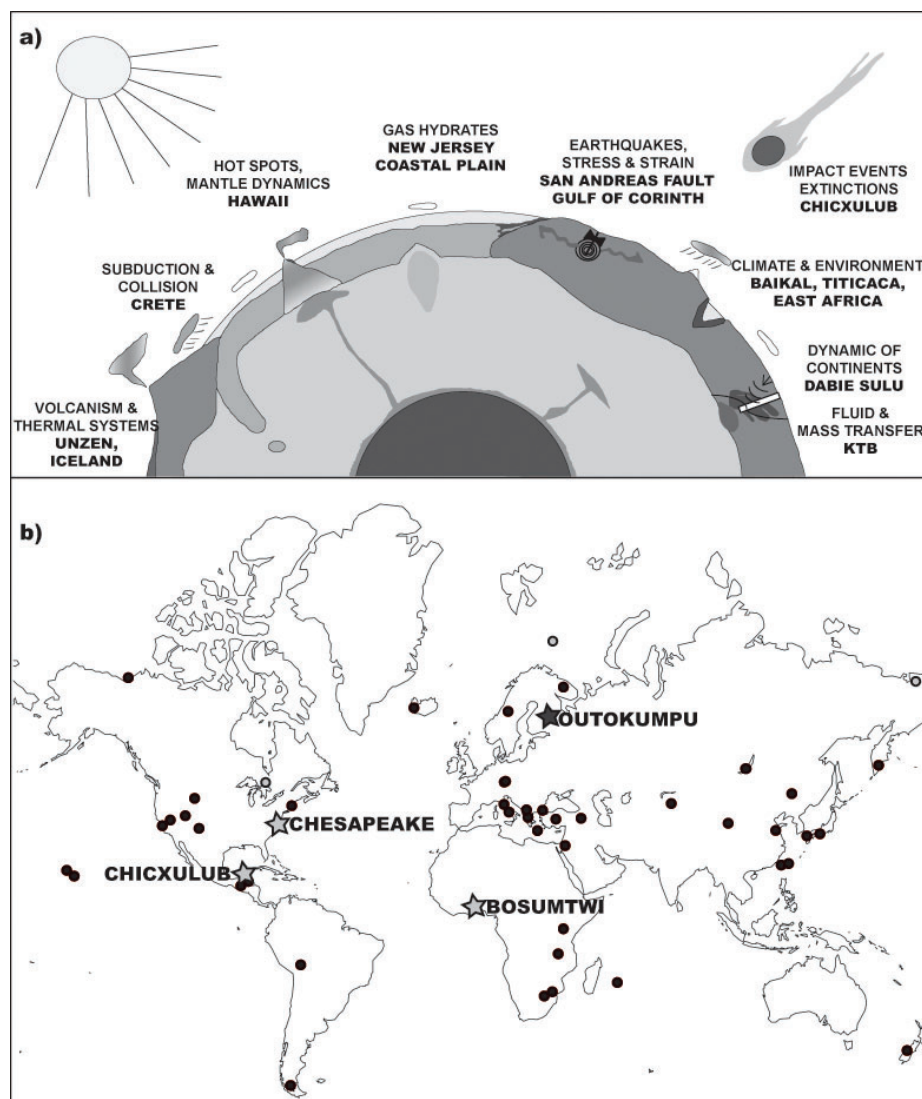 a)
GAS HYDRATES
NEW JERSEY
COASTAL PLAIN
HOT SPOTS,
MANTLE DYNAMICS
HAWAII
EARTHQUAKES,
STRESS & STRAIN
SAN ANDREAS FAULT
GULF OF CORINTH
IMPACT EVENTS
EXTINCTIONS
CHICXULUB
SUBDUCTION &
COLLISION
CRETE
CLIMATE & ENVIRONMENT
BAIKAL, TITICACA,
EAST AFRICA
VOLCANISM &
THERMAL SYSTEMS
UNZEN,
ICELAND
DYNAMIC OF
CONTINENTS
DABIE SULU
FLUID &
MASS TRANSFER
KTB
b)
OUTOKUMPU
CHESAPEAKE
CHICXULUB
BOSUMTWI